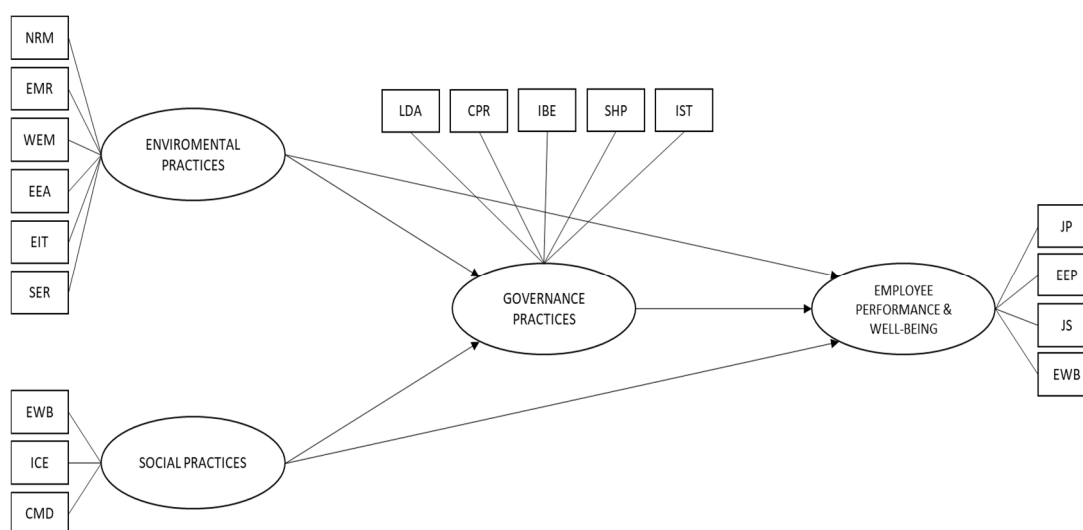 NRM
EMR
WEM
EEA
EIT
SER
ENVIROMENTAL
PRACTICES
LDA
CPR
IBE
SHP
IST
GOVERNANCE
PRACTICES
EMPLOYEE
PERFORMANCE &
WELL-BEING
JP
EEP
JS
EWB
EWB
ICE
CMD
SOCIAL PRACTICES